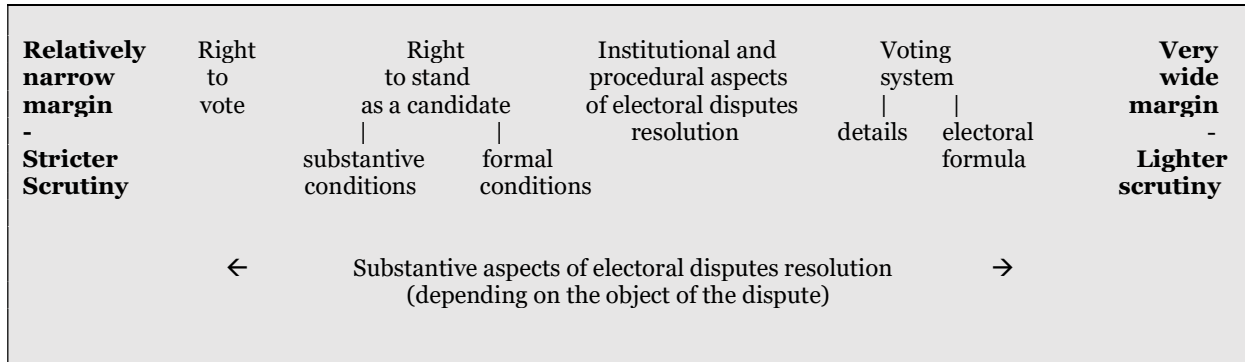 Relatively Right Right Institutional and Voting Very
narrow to to stand procedural aspects system wide
margin vote as a candidate of electoral disputes | | margin
- | | resolution details electoral -
Stricter substantive formal formula Lighter
Scrutiny conditions conditions scrutiny
← Substantive aspects of electoral disputes resolution →
(depending on the object of the dispute)